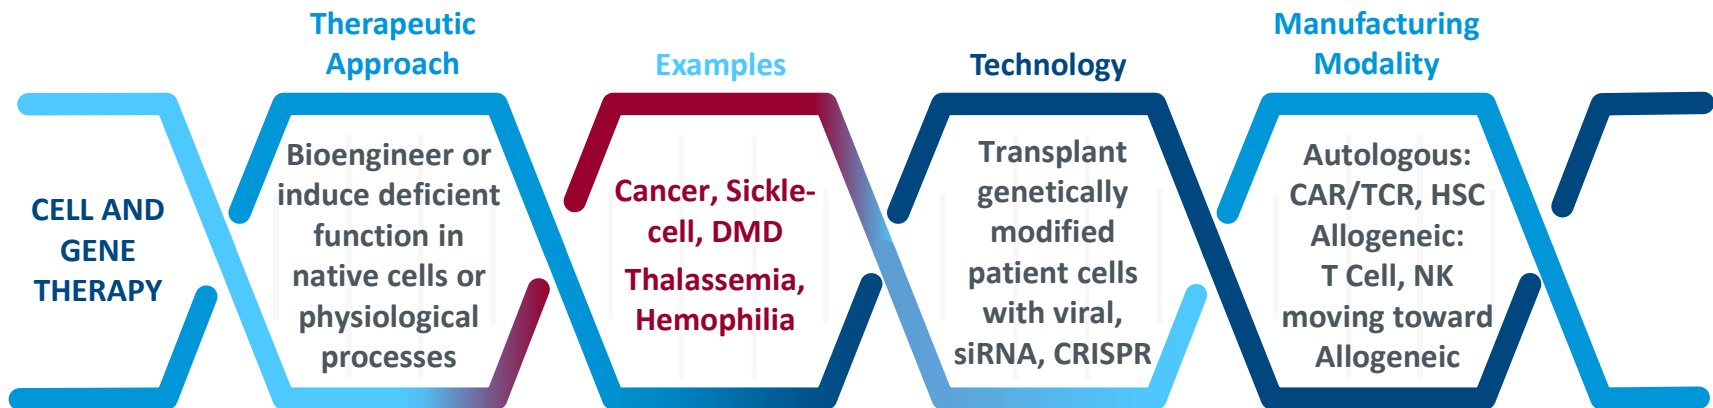 CELL AND
GENE
THERAPY
Therapeutic
Approach
Bioengineer or
induce deficient
function in
native cells or
physiological
processes
Examples
Cancer, Sickle-
cell, DMD
Thalassemia,
Hemophilia
Technology
Transplant
genetically
modified
patient cells
with viral,
siRNA, CRISPR
Manufacturing
Modality
Autologous:
CAR/TCR, HSC
Allogeneic:
T Cell, NK
moving toward
Allogeneic